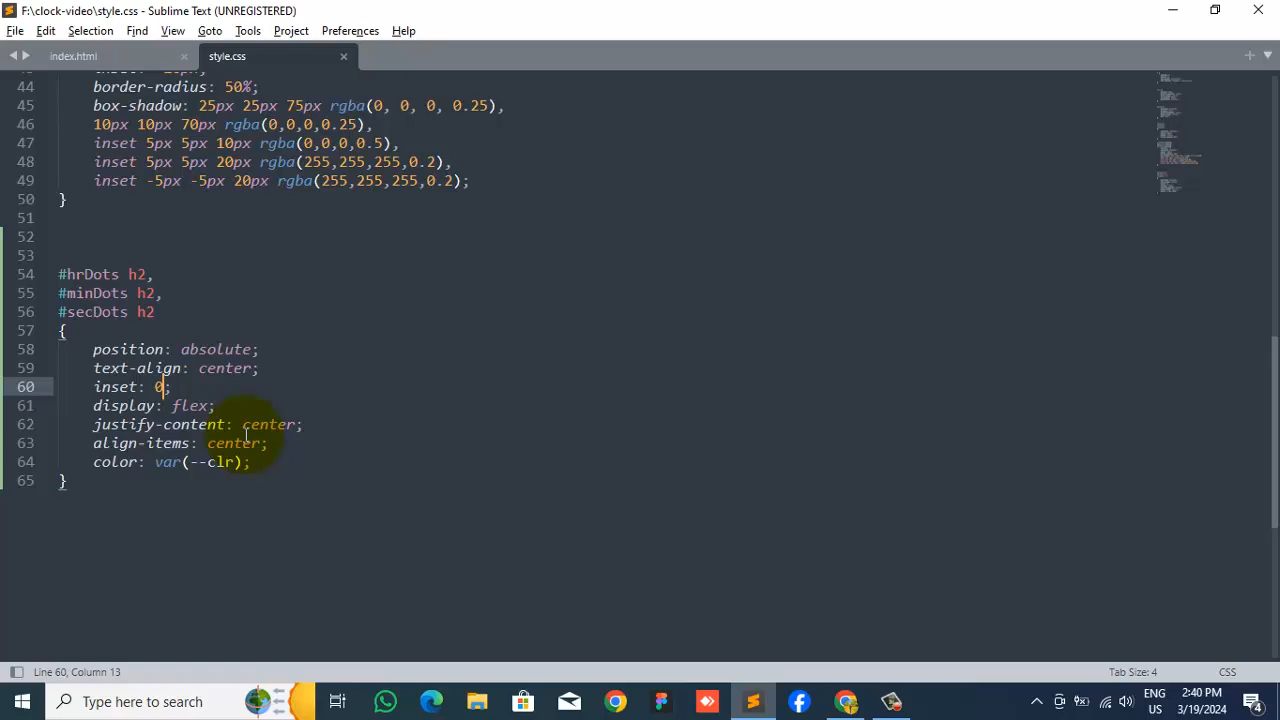 F:\clock-video\style.css - Sublime Text (UNREGISTERED)
File Edit Selection Find View Goto Tools Project Preferences Help
index.html × style.css ×
44 border-radius: 50%;
45 box-shadow: 25px 25px 75px rgba(0, 0, 0, 0.25),
46 10px 10px 70px rgba(0,0,0,0.25),
47 inset 5px 5px 10px rgba(0,0,0,0.5),
48 inset 5px 5px 20px rgba(255,255,255,0.2),
49 inset -5px -5px 20px rgba(255,255,255,0.2);
50 }
51
52
53
54 #hrDots h2,
55 #minDots h2,
56 #secDots h2
57 {
58 position: absolute;
59 text-align: center;
60 inset: 0;
61 display: flex;
62 justify-content: center;
63 align-items: center;
64 color: var(--clr);
65 }
Line 60, Column 13 Tab Size: 4 CSS
Type here to search
ENG
US
2:40 PM
3/19/2024
4